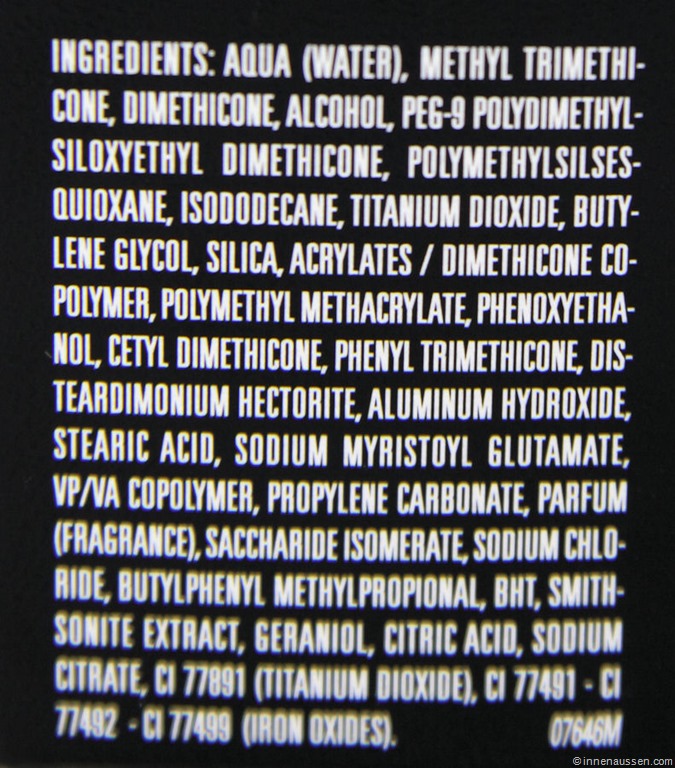 INGREDIENTS: AQUA (WATER), METHYL TRIMETHI-
CONE, DIMETHICONE, ALCOHOL, PEG-9 POLYDIMETHYL-
SILOXYETHYL DIMETHICONE, POLYMETHYLSILSES-
QUIOXANE, ISODODECANE, TITANIUM DIOXIDE, BUTY-
LENE GLYCOL, SILICA, ACRYLATES / DIMETHICONE CO-
POLYMER, POLYMETHYL METHACRYLATE, PHENOXYETHA-
NOL, CETYL DIMETHICONE, PHENYL TRIMETHICONE, DIS-
TEARDIMONIUM HECTORITE, ALUMINUM HYDROXIDE,
STEARIC ACID, SODIUM MYRISTOYL GLUTAMATE,
VP/VA COPOLYMER, PROPYLENE CARBONATE, PARFUM
(FRAGRANCE), SACCHARIDE ISOMERATE, SODIUM CHLO-
RIDE, BUTYLPHENYL METHYLPROPIONAL, BHT, SMITH-
SONITE EXTRACT, GERANIOL, CITRIC ACID, SODIUM
CITRATE, CI 77891 (TITANIUM DIOXIDE), CI 77491 - CI
77492 - CI 77499 (IRON OXIDES). 07646M
© innenaussen.com